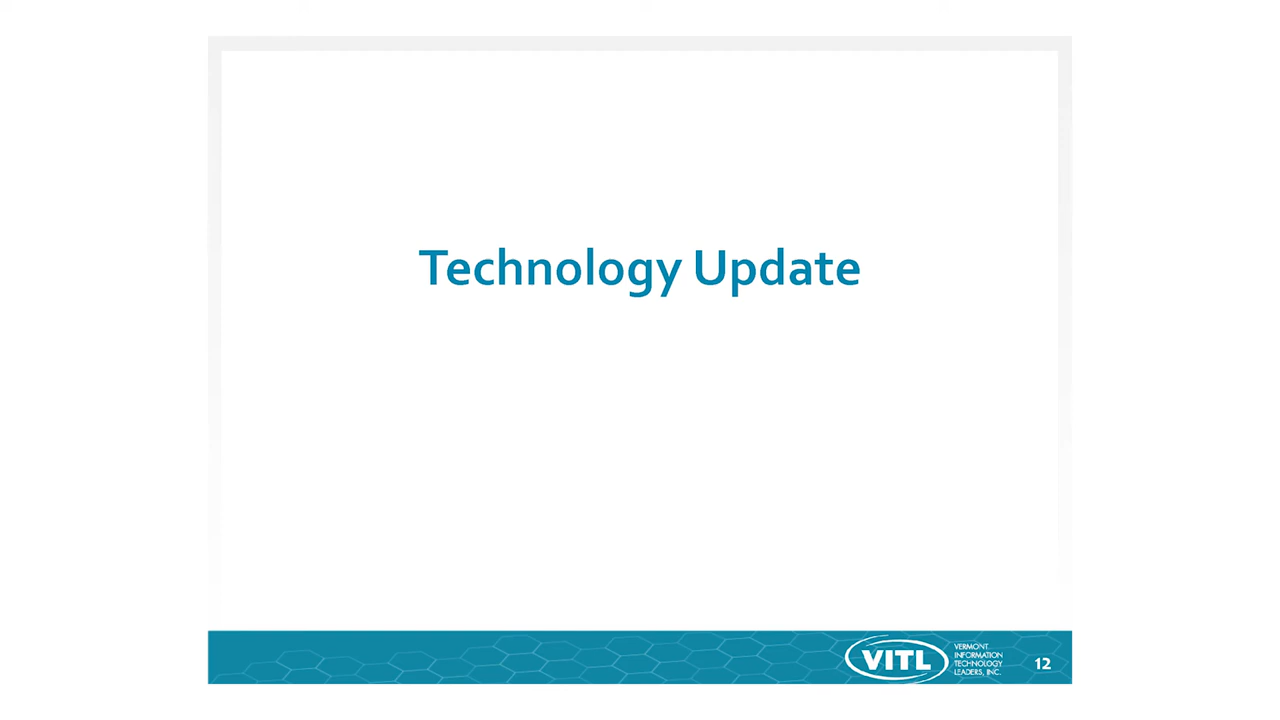 Technology Update
VITL
VERMONT
INFORMATION
TECHNOLOGY
LEADERS, INC.
12